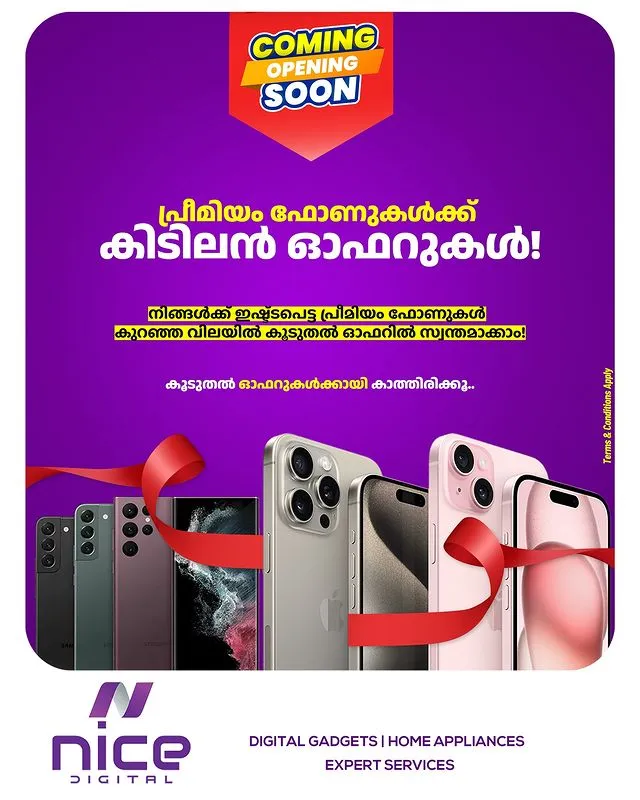 COMING
OPENING
SOON
പ്രീമിയം ഫോണുകൾക്ക്
കിടിലൻ ഓഫറുകൾ!
നിങ്ങൾക്ക് ഇഷ്ടപെട്ട പ്രീമിയം ഫോണുകൾ
കുറഞ്ഞ വിലയിൽ കൂടുതൽ ഓഫറിൽ സ്വന്തമാക്കാം!
കൂടുതൽ ഓഫറുകൾക്കായി കാത്തിരിക്കൂ..
Terms & Conditions Apply
nice
DIGITAL
DIGITAL GADGETS | HOME APPLIANCES
EXPERT SERVICES